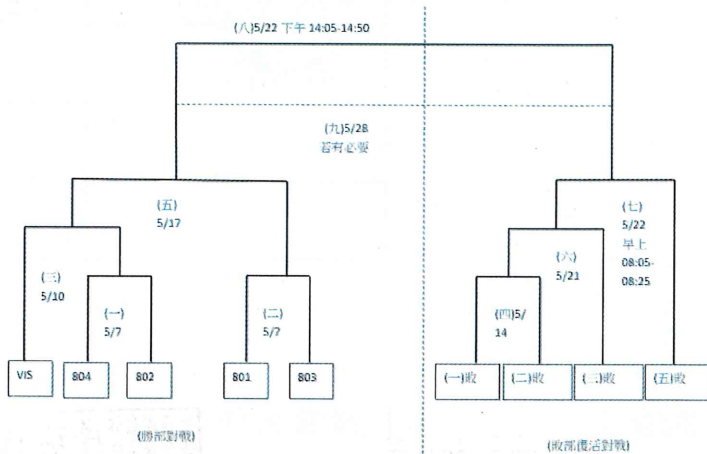 (八)5/22 下午 14:05-14:50
(九)5/28
若有必要
(五)
5/17
(七)
5/22
早上
08:05-
08:25
(三)
5/10
(六)
5/21
(一)
5/7
(二)
5/7
(四)5/
14
VIS
804
802
801
803
(一)敗
(二)敗
(三)敗
(五)敗
(勝部對戰)
(敗部復活對戰)